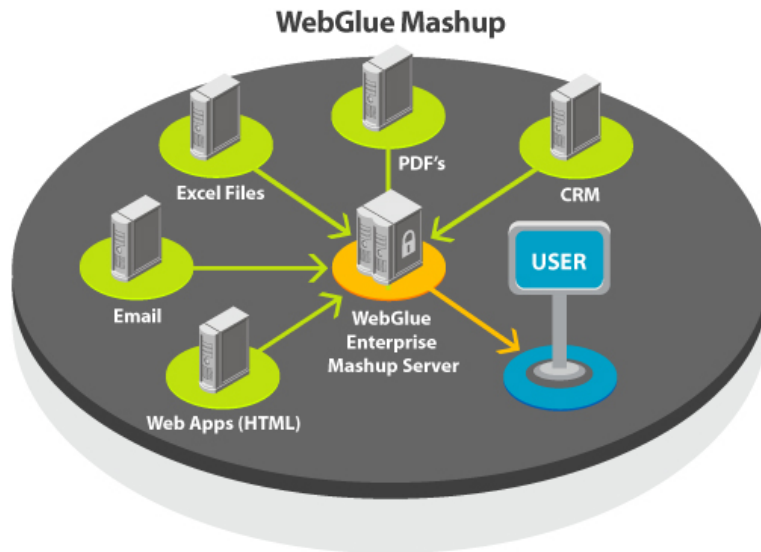 WebGlue Mashup
PDF's
Excel Files
CRM
USER
Email
WebGlue
Enterprise
Mashup Server
Web Apps (HTML)